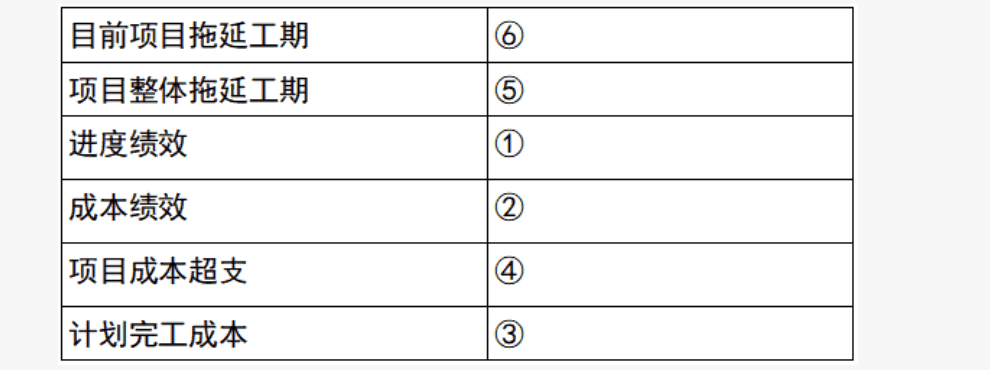 目前项目拖延工期 ⑥
项目整体拖延工期 ⑤
进度绩效 ①
成本绩效 ②
项目成本超支 ④
计划完工成本 ③